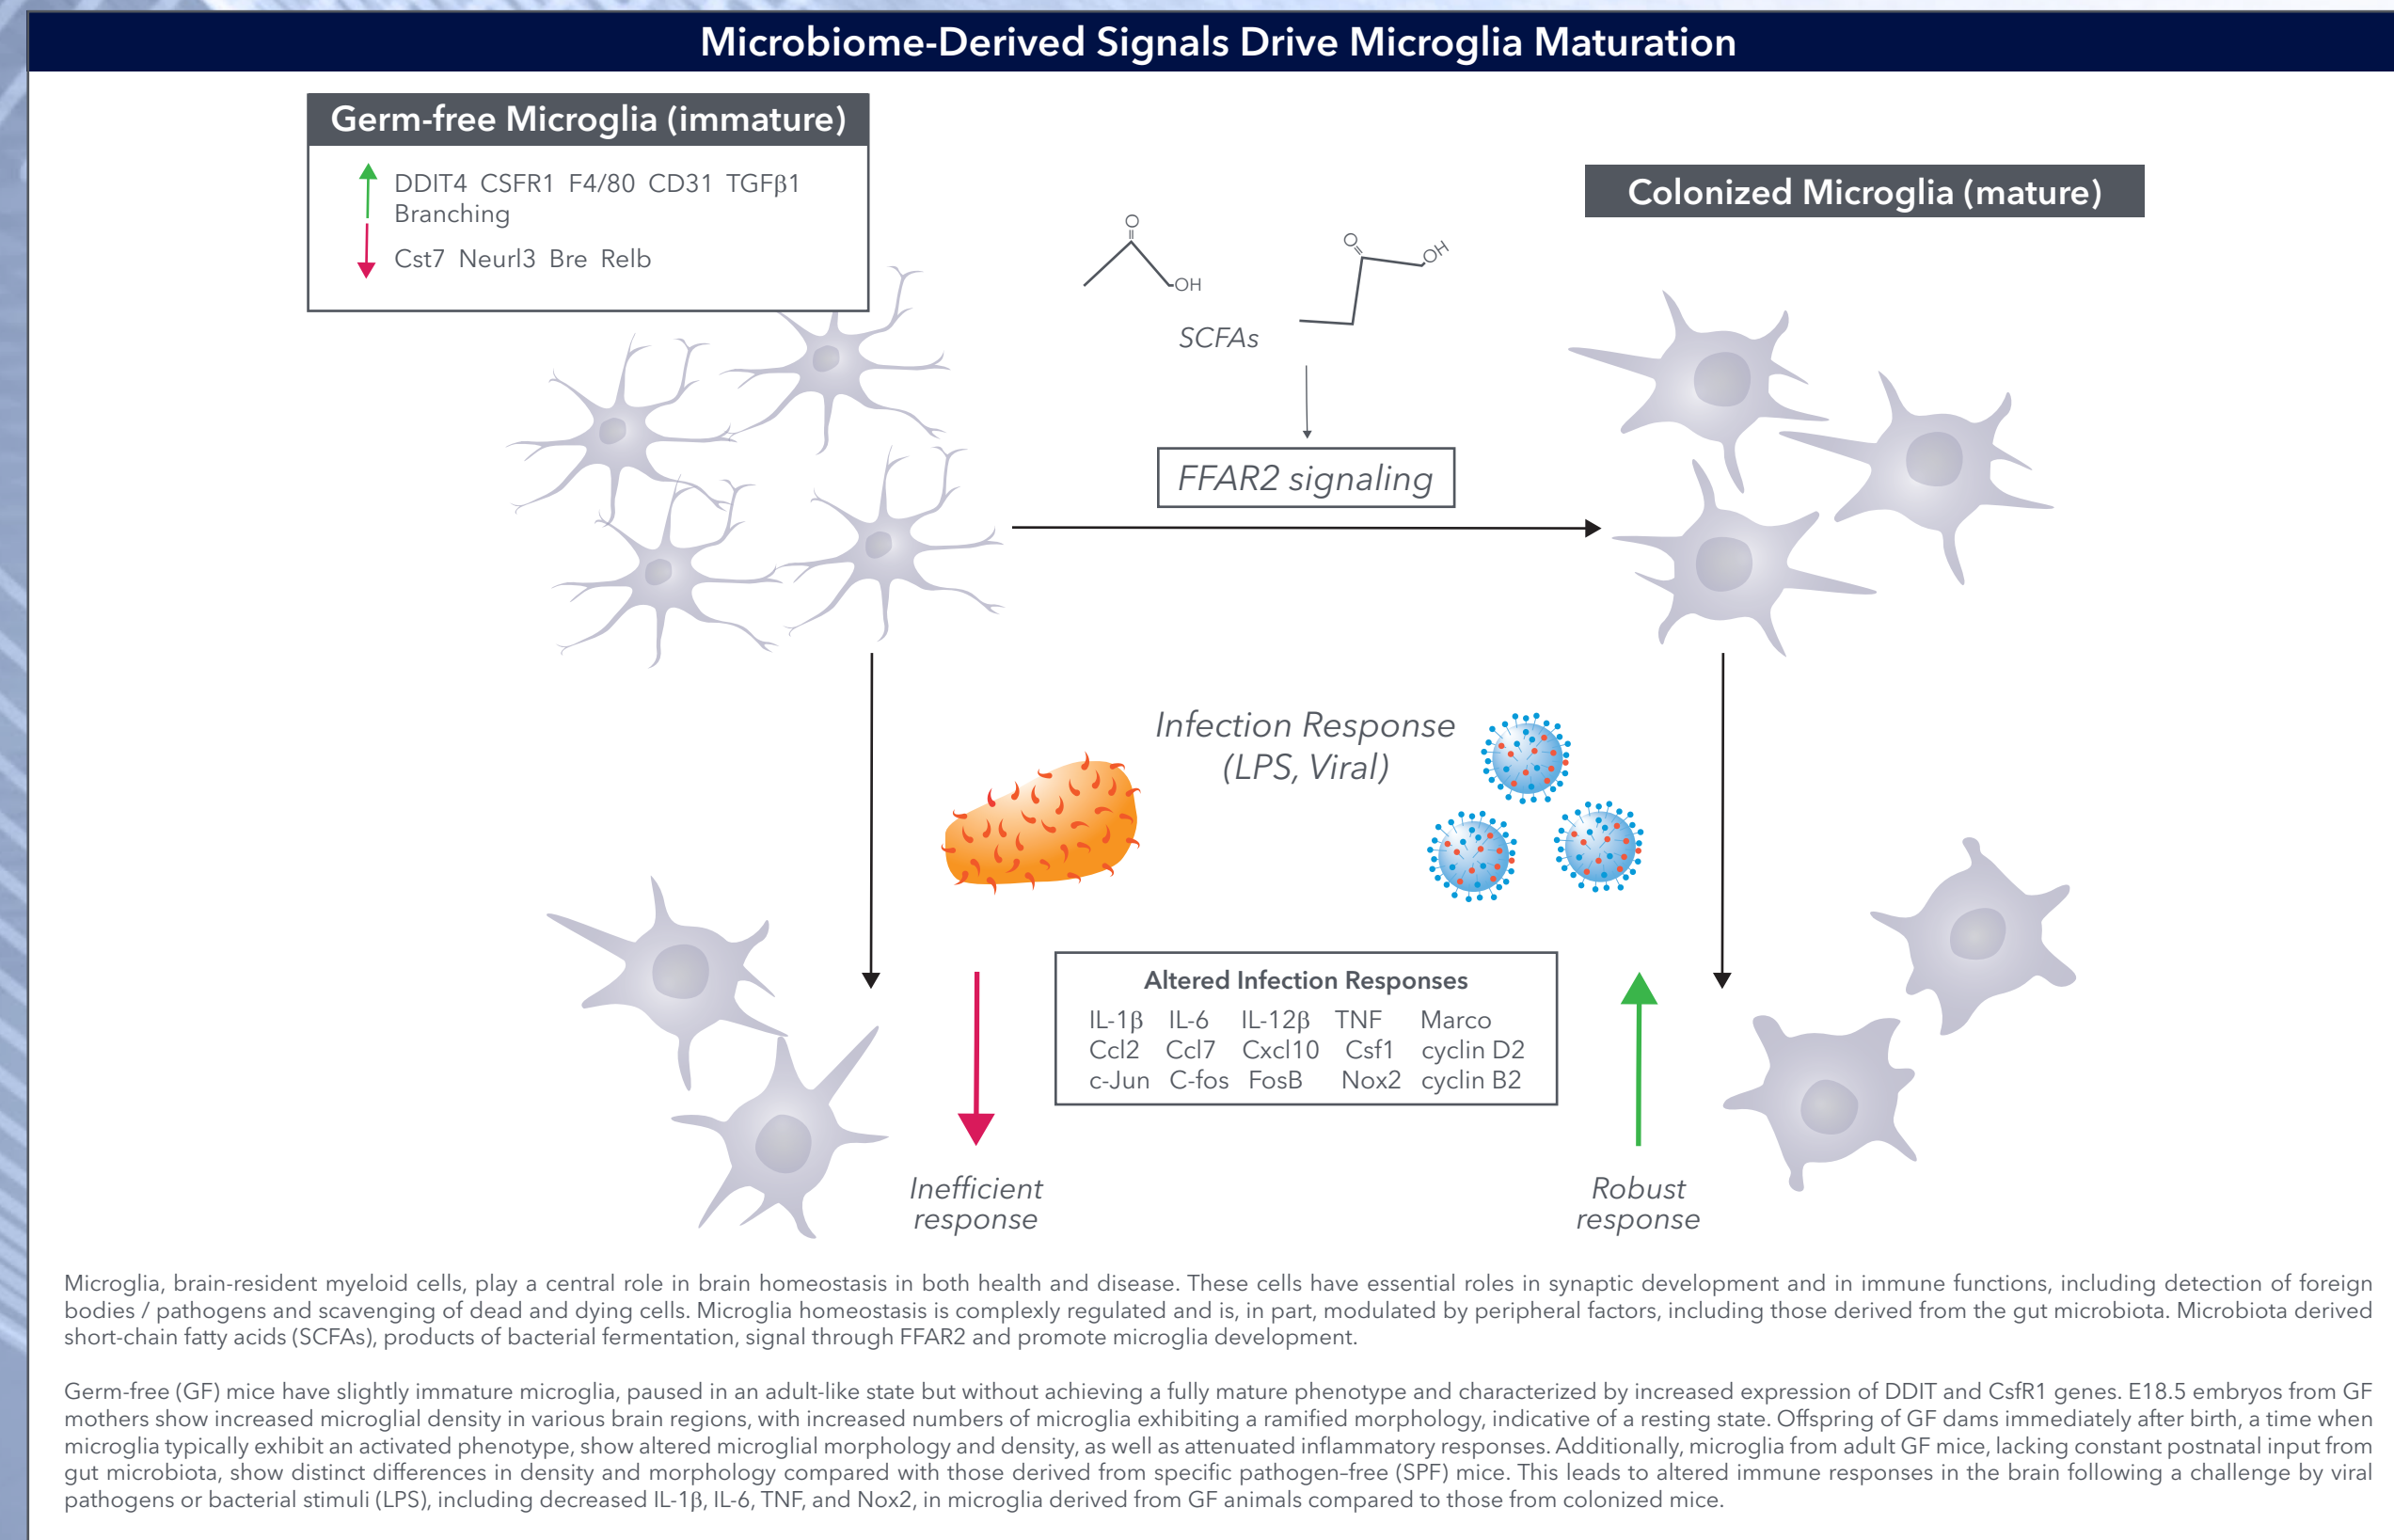 Microbiome-Derived Signals Drive Microglia Maturation
Germ-free Microglia (immature)
DDIT4 CSFR1 F4/80 CD31 TGFβ1
Branching
Cst7 Neurl3 Bre Relb
Colonized Microglia (mature)
O
OH
O
OH
SCFAs
FFAR2 signaling
Infection Response
(LPS, Viral)
Altered Infection Responses
IL-1β IL-6 IL-12β TNF Marco
Ccl2 Ccl7 Cxcl10 Csf1 cyclin D2
c-Jun C-fos FosB Nox2 cyclin B2
Inefficient
response
Robust
response
Microglia, brain-resident myeloid cells, play a central role in brain homeostasis in both health and disease. These cells have essential roles in synaptic development and in immune functions, including detection of foreign
bodies / pathogens and scavenging of dead and dying cells. Microglia homeostasis is complexly regulated and is, in part, modulated by peripheral factors, including those derived from the gut microbiota. Microbiota derived
short-chain fatty acids (SCFAs), products of bacterial fermentation, signal through FFAR2 and promote microglia development.
Germ-free (GF) mice have slightly immature microglia, paused in an adult-like state but without achieving a fully mature phenotype and characterized by increased expression of DDIT and CsfR1 genes. E18.5 embryos from GF
mothers show increased microglial density in various brain regions, with increased numbers of microglia exhibiting a ramified morphology, indicative of a resting state. Offspring of GF dams immediately after birth, a time when
microglia typically exhibit an activated phenotype, show altered microglial morphology and density, as well as attenuated inflammatory responses. Additionally, microglia from adult GF mice, lacking constant postnatal input from
gut microbiota, show distinct differences in density and morphology compared with those derived from specific pathogen–free (SPF) mice. This leads to altered immune responses in the brain following a challenge by viral
pathogens or bacterial stimuli (LPS), including decreased IL-1β, IL-6, TNF, and Nox2, in microglia derived from GF animals compared to those from colonized mice.